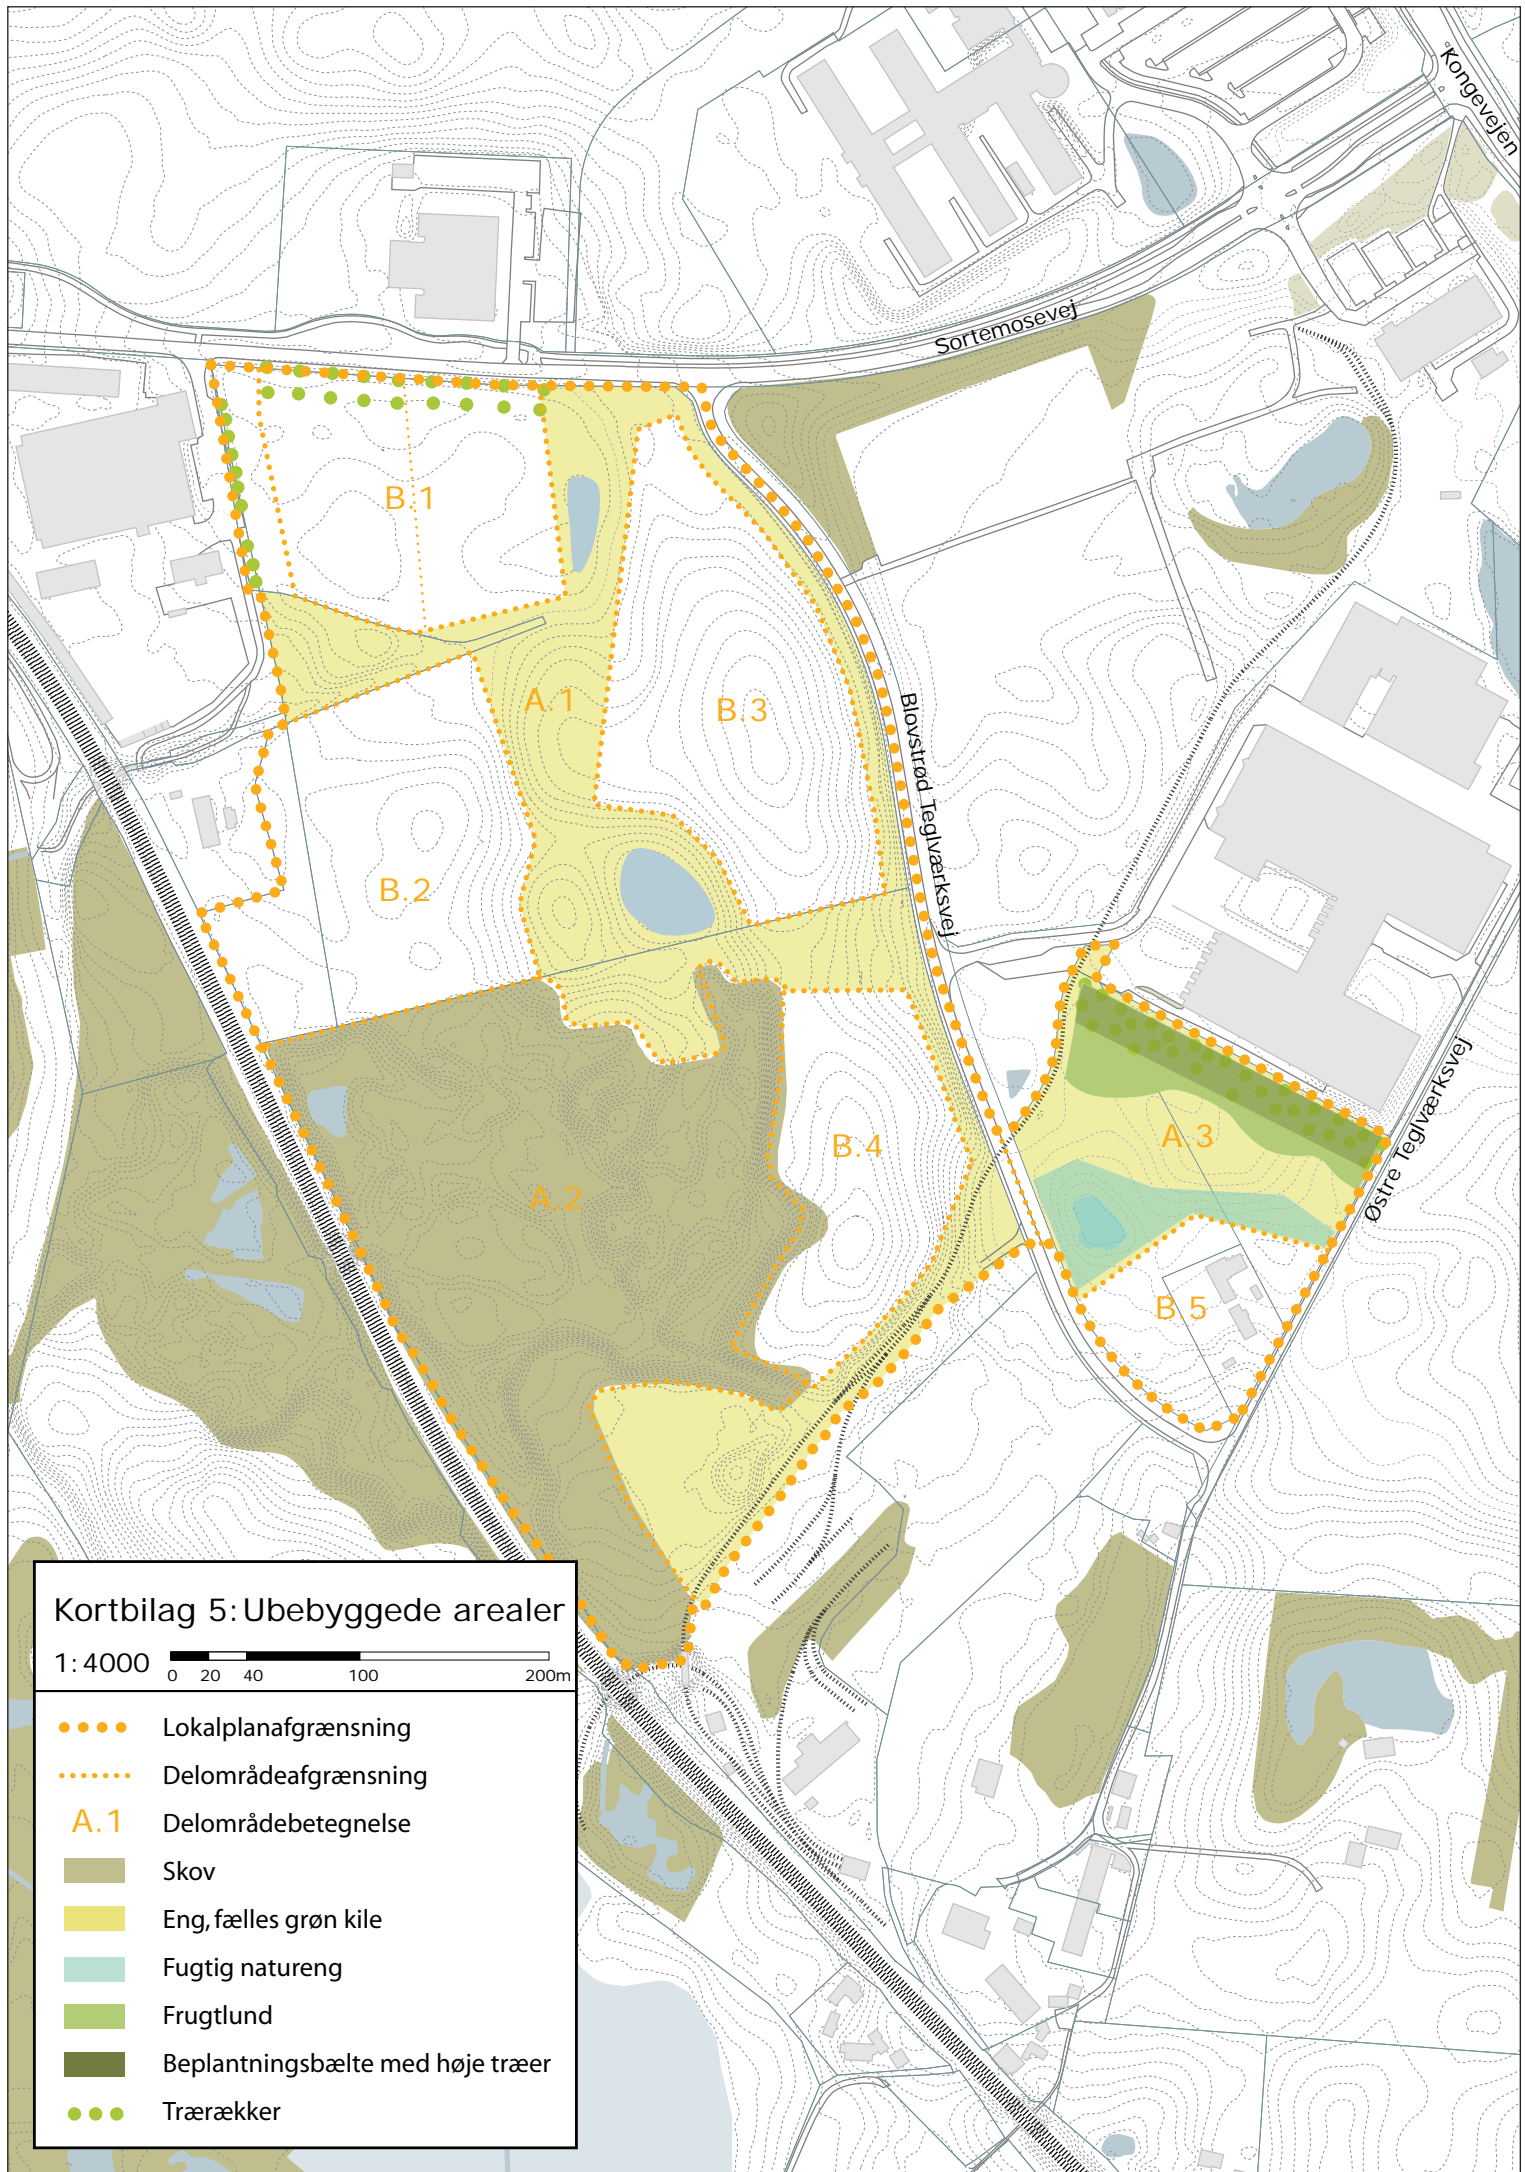 Kongevejen
Sortemosevej
B.1
A.1
B.3
Blovstrød Teglværksvej
B.2
A.3
B.4
A.2
Østre Teglværksvej
B.5
Kortbilag 5: Ubebyggede arealer
1:4000
0 20 40 100 200m
Lokalplanafgrænsning
Delområdeafgrænsning
A.1 Delområdebetegnelse
Skov
Eng, fælles grøn kile
Fugtig natureng
Frugtlund
Beplantningsbælte med høje træer
Trærækker